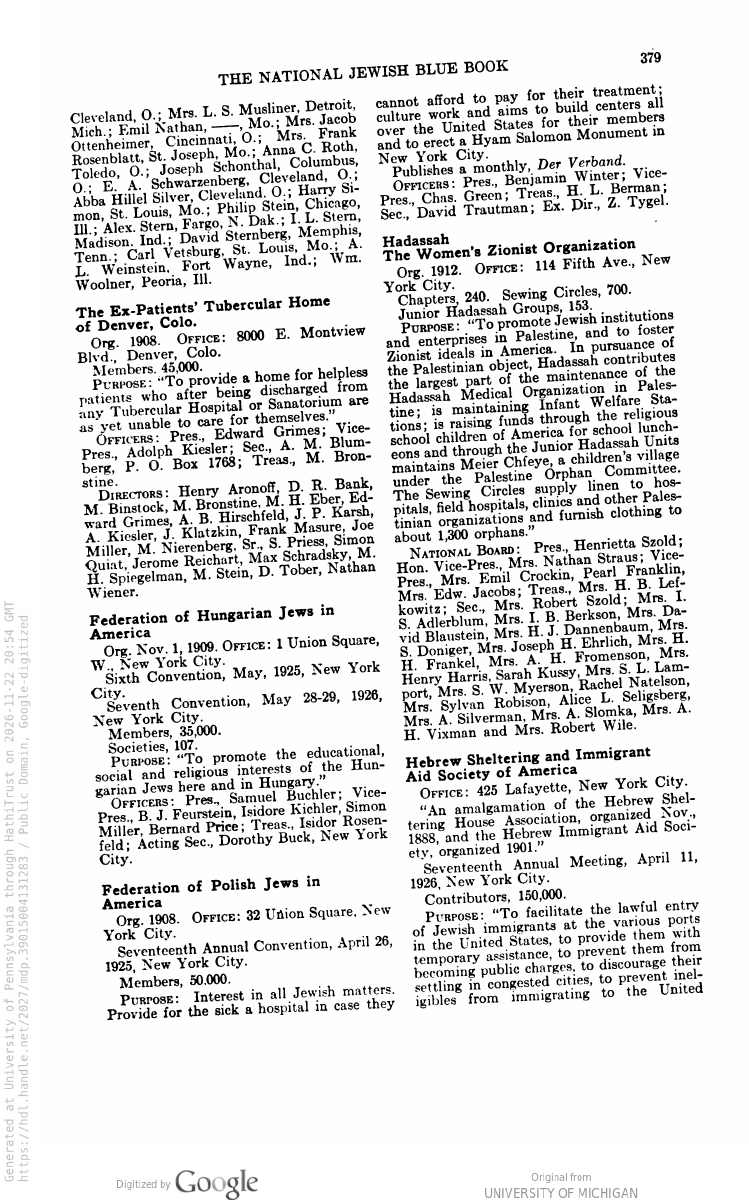 THE NATIONAL JEWISH BLUE BOOK
379
Cleveland, O.; Mrs. L. S. Musliner, Detroit,
Mich.; Emil Nathan, ——, Mo.; Mrs. Jacob
Ottenheimer, Cincinnati, O.; Mrs. Frank
Rosenblatt, St. Joseph, Mo.; Anna C. Roth,
Toledo, O.; Joseph Schonthal, Columbus,
O.; E. A. Schwarzenberg, Cleveland, O.;
Abba Hillel Silver, Cleveland, O.; Harry Si-
mon, St. Louis, Mo.; Philip Stein, Chicago,
Ill.; Alex. Stern, Fargo, N. Dak.; I. L. Stern,
Madison, Ind.; David Sternberg, Memphis,
Tenn.; Carl Vetsburg, St. Louis, Mo.; A.
L. Weinstein, Fort Wayne, Ind.; Wm.
Woolner, Peoria, Ill.
The Ex-Patients' Tubercular Home
of Denver, Colo.
Org. 1908. OFFICE: 8000 E. Montview
Blvd., Denver, Colo.
Members, 45,000.
PURPOSE: "To provide a home for helpless
patients who after being discharged from
any Tubercular Hospital or Sanatorium are
as yet unable to care for themselves."
OFFICERS: Pres., Edward Grimes; Vice-
Pres., Adolph Kiesler; Sec., A. M. Blum-
berg, P. O. Box 1768; Treas., M. Bron-
stine.
DIRECTORS: Henry Aronoff, D. R. Bank,
M. Binstock, M. Bronstine, M. H. Eber, Ed-
ward Grimes, A. B. Hirschfeld, J. P. Karsh,
A. Kiesler, J. Klatzkin, Frank Masure, Joe
Miller, M. Nierenberg, Sr., S. Priess, Simon
Quiat, Jerome Reichart, Max Schradsky, M.
H. Spiegelman, M. Stein, D. Tober, Nathan
Wiener.
Federation of Hungarian Jews in
America
Org. Nov. 1, 1909. OFFICE: 1 Union Square,
W., New York City.
Sixth Convention, May, 1925, New York
City.
Seventh Convention, May 28-29, 1926,
New York City.
Members, 35,000.
Societies, 107.
PURPOSE: "To promote the educational,
social and religious interests of the Hun-
garian Jews here and in Hungary."
OFFICERS: Pres., Samuel Buchler; Vice-
Pres., B. J. Feurstein, Isidore Kichler, Simon
Miller, Bernard Price; Treas., Isidor Rosen-
feld; Acting Sec., Dorothy Buck, New York
City.
Federation of Polish Jews in
America
Org. 1908. OFFICE: 32 Union Square, New
York City.
Seventeenth Annual Convention, April 26,
1925, New York City.
Members, 50.000.
PURPOSE: Interest in all Jewish matters.
Provide for the sick a hospital in case they
cannot afford to pay for their treatment;
culture work and aims to build centers all
over the United States for their members
and to erect a Hyam Salomon Monument in
New York City.
Publishes a monthly, Der Verband.
OFFICERS: Pres., Benjamin Winter; Vice-
Pres., Chas. Green; Treas., H. L. Berman;
Sec., David Trautman; Ex. Dir., Z. Tygel.
Hadassah
The Women's Zionist Organization
Org. 1912. OFFICE: 114 Fifth Ave., New
York City.
Chapters, 240. Sewing Circles, 700.
Junior Hadassah Groups, 153.
PURPOSE: "To promote Jewish institutions
and enterprises in Palestine, and to foster
Zionist ideals in America. In pursuance of
the Palestinian object, Hadassah contributes
the largest part of the maintenance of the
Hadassah Medical Organization in Pales-
tine; is maintaining Infant Welfare Sta-
tions; is raising funds through the religious
school children of America for school lunch-
eons and through the Junior Hadassah Units
maintains Meier Chfeye, a children's village
under the Palestine Orphan Committee.
The Sewing Circles supply linen to hos-
pitals, field hospitals, clinics and other Pales-
tinian organizations and furnish clothing to
about 1,300 orphans."
NATIONAL BOARD: Pres., Henrietta Szold;
Hon. Vice-Pres., Mrs. Nathan Straus; Vice-
Pres., Mrs. Emil Crockin, Pearl Franklin,
Mrs. Edw. Jacobs; Treas., Mrs. H. B. Lef-
kowitz; Sec., Mrs. Robert Szold; Mrs. I.
S. Adlerblum, Mrs. I. B. Berkson, Mrs. Da-
vid Blaustein, Mrs. H. J. Dannenbaum, Mrs.
S. Doniger, Mrs. Joseph H. Ehrlich, Mrs. H.
H. Frankel, Mrs. A. H. Fromenson, Mrs.
Henry Harris, Sarah Kussy, Mrs. S. L. Lam-
port, Mrs. S. W. Myerson, Rachel Natelson,
Mrs. Sylvan Robison, Alice L. Seligsberg,
Mrs. A. Silverman, Mrs. A. Slomka, Mrs. A.
H. Vixman and Mrs. Robert Wile.
Hebrew Sheltering and Immigrant
Aid Society of America
OFFICE: 425 Lafayette, New York City.
"An amalgamation of the Hebrew Shel-
tering House Association, organized Nov.,
1888, and the Hebrew Immigrant Aid Soci-
ety, organized 1901."
Seventeenth Annual Meeting, April 11,
1926, New York City.
Contributors, 150,000.
PURPOSE: "To facilitate the lawful entry
of Jewish immigrants at the various ports
in the United States, to provide them with
temporary assistance, to prevent them from
becoming public charges, to discourage their
settling in congested cities, to prevent inel-
igibles from immigrating to the United
Generated at University of Pennsylvania through HathiTrust on 2026-11-22 20:54 GMT
https://hdl.handle.net/2027/mdp.39015004131283 / Public Domain, Google-digitized
Digitized by Google
Original from
UNIVERSITY OF MICHIGAN